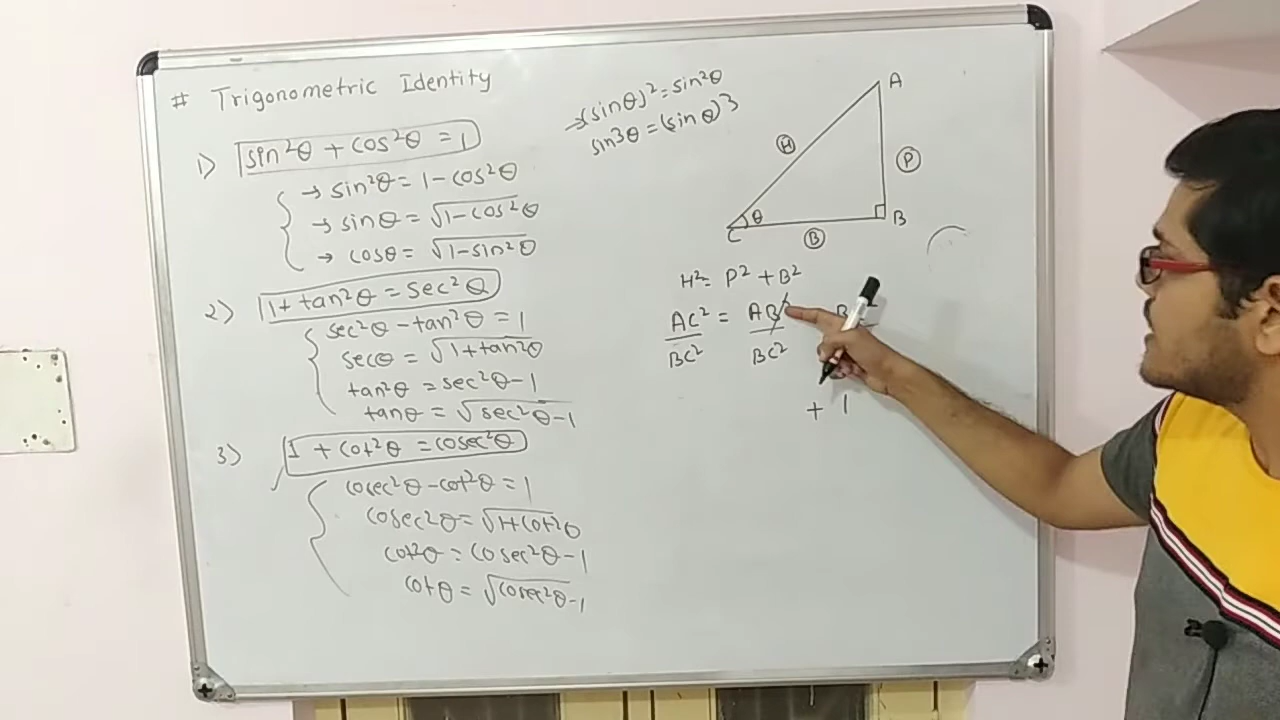 # Trigonometric Identity
1) sin²θ + cos²θ = 1
→ sin²θ = 1 - cos²θ
→ sinθ = √1-cos²θ
→ cosθ = √1-sin²θ
2) 1 + tan²θ = sec²θ
sec²θ - tan²θ = 1
secθ = √1+tan²θ
tan²θ = sec²θ - 1
tanθ = √sec²θ-1
3) 1 + cot²θ = cosec²θ
cosec²θ - cot²θ = 1
cosec2θ = √1+cot²θ
cot²θ = cosec²θ - 1
cotθ = √cosec²θ-1
→ (sinθ)² = sin²θ
sin3θ = (sinθ)3
A
H
P
θ
C
B
B
H² = P² + B²
AC² = AB²
BC² BC²
+ 1